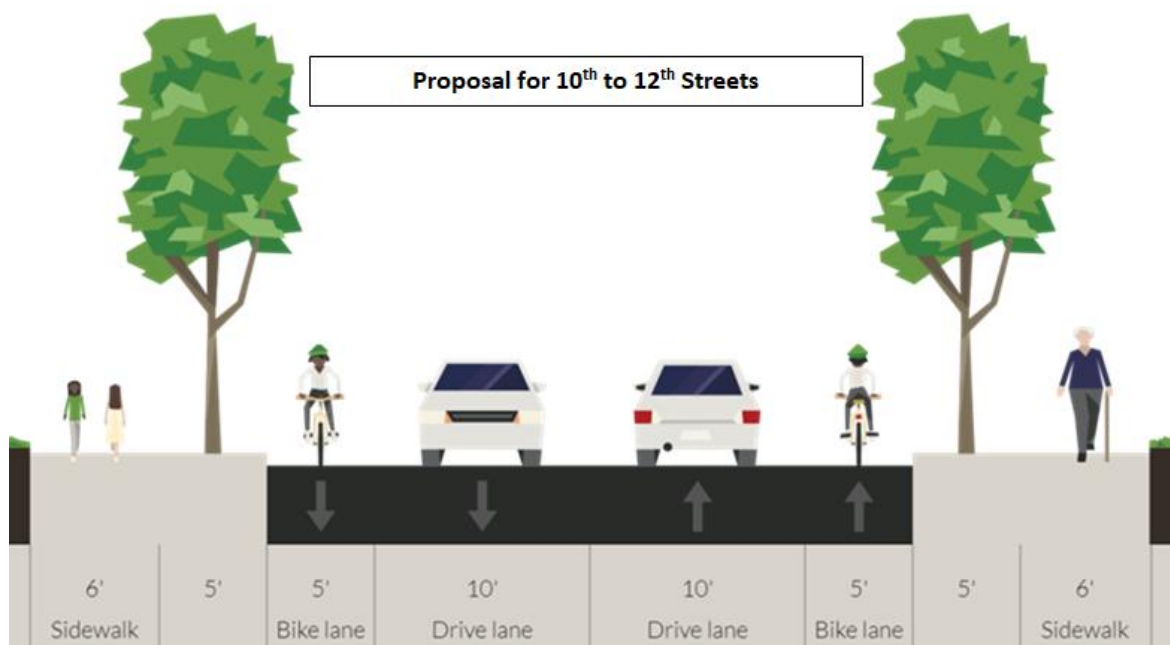 Proposal for 10th to 12th Streets
6' 5' 5' 10' 10' 5' 5' 6'
Sidewalk Bike lane Drive lane Drive lane Bike lane Sidewalk